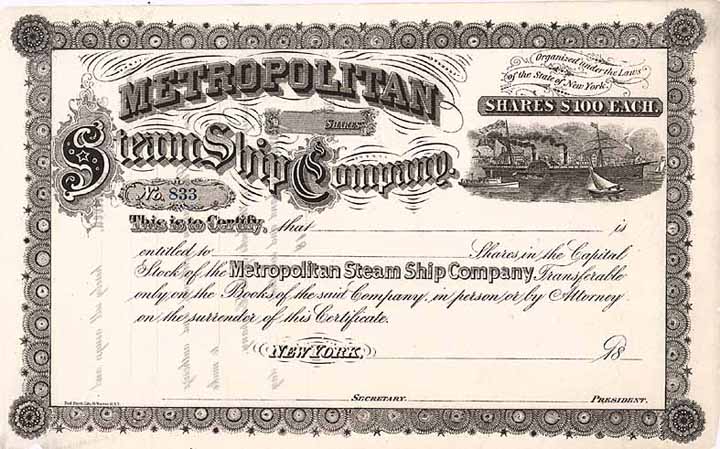 METROPOLITAN
Organized under the Laws
of the State of New York.
SHARES $100 EACH.
SHARES
Steam Ship Company.
No. 833
This is to Certify, that is
entitled to Shares, in the Capital
Stock of the Metropolitan Steam Ship Company. Transferable
only on the Books of the said Company, in person, or by Attorney
on the surrender of this Certificate.
NEW YORK, 18
SECRETARY. PRESIDENT.